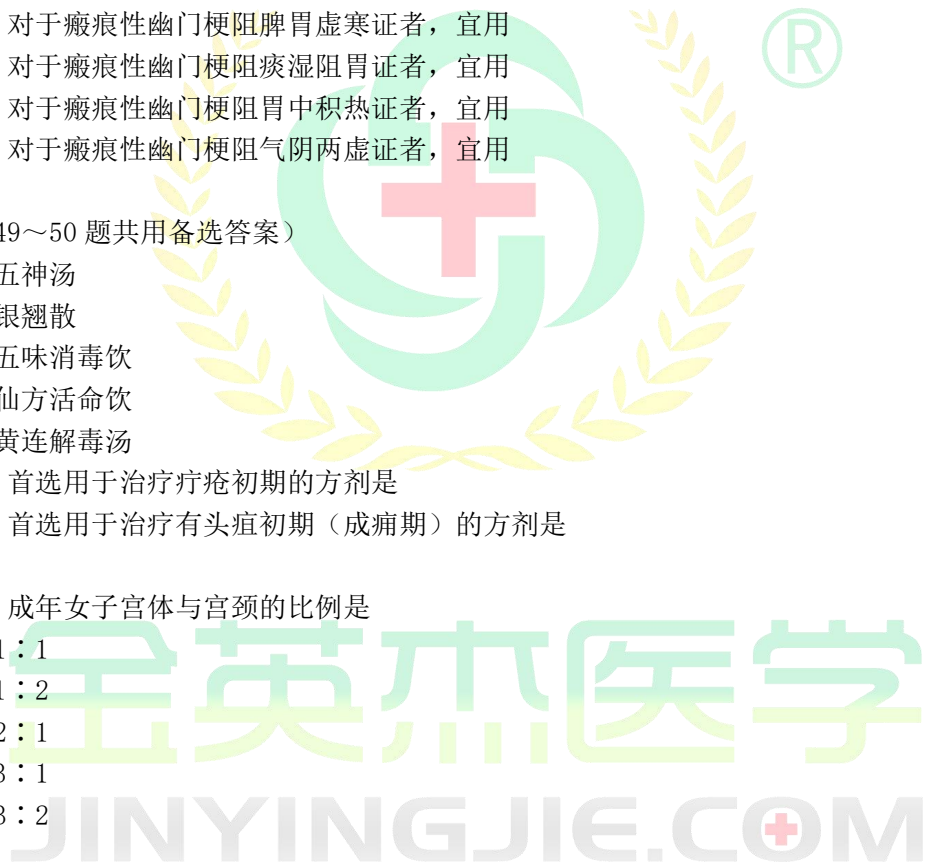 对于瘢痕性幽门梗阻脾胃虚寒证者，宜用
对于瘢痕性幽门梗阻痰湿阻胃证者，宜用
对于瘢痕性幽门梗阻胃中积热证者，宜用
对于瘢痕性幽门梗阻气阴两虚证者，宜用
49～50 题共用备选答案）
五神汤
银翘散
五味消毒饮
仙方活命饮
黄连解毒汤
首选用于治疗疔疮初期的方剂是
首选用于治疗有头疽初期（成痈期）的方剂是
成年女子宫体与宫颈的比例是
1∶1
1∶2
2∶1
3∶1
3∶2
金英杰医学
JINYINGJIE.COM
®